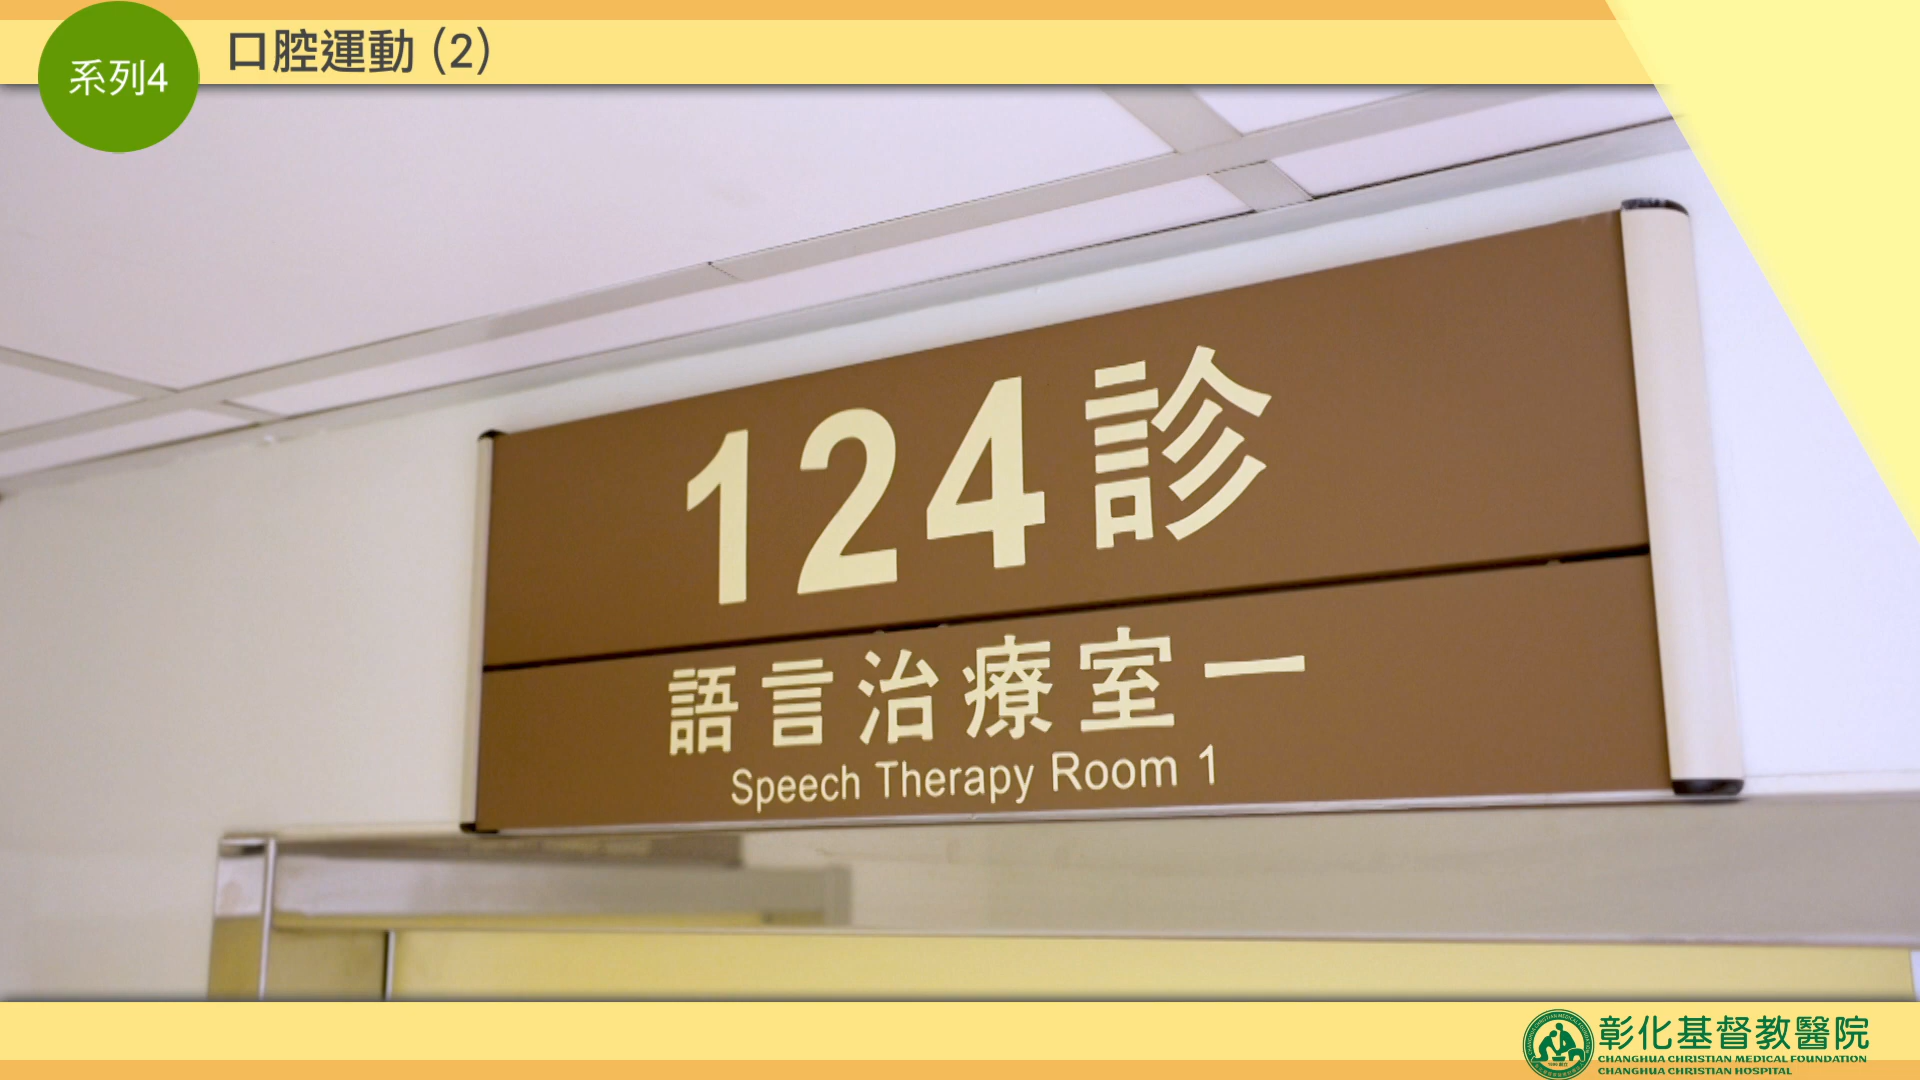 系列4
口腔運動 (2)
124診
語言治療室一
Speech Therapy Room 1
彰化基督教醫院
CHANGHUA CHRISTIAN MEDICAL FOUNDATION
CHANGHUA CHRISTIAN HOSPITAL